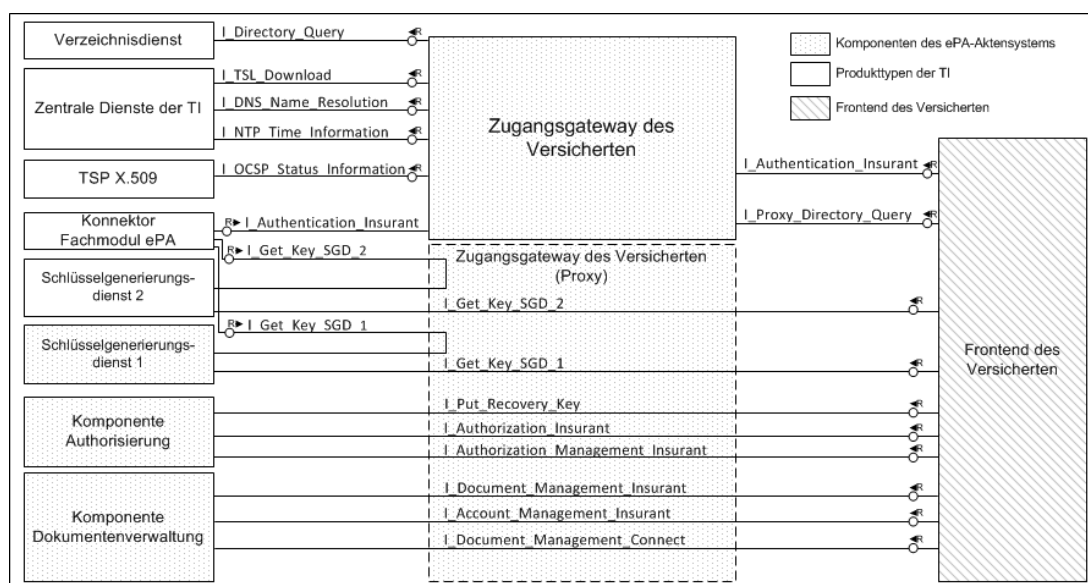 Verzeichnisdienst
I_Directory_Query
R
Zentrale Dienste der TI
I_TSL_Download
R
I_DNS_Name_Resolution
R
I_NTP_Time_Information
R
TSP X.509
I_OCSP_Status_Information
R
Konnektor
Fachmodul ePA
R
I_Authentication_Insurant
R
I_Get_Key_SGD_2
Schlüsselgenerierungs-
dienst 2
R
I_Get_Key_SGD_1
Schlüsselgenerierungs-
dienst 1
Komponente
Authorisierung
Komponente
Dokumentenverwaltung
Zugangsgateway des
Versicherten
Zugangsgateway des Versicherten
(Proxy)
I_Get_Key_SGD_2
R
I_Get_Key_SGD_1
R
I_Put_Recovery_Key
R
I_Authorization_Insurant
R
I_Authorization_Management_Insurant
R
I_Document_Management_Insurant
R
I_Account_Management_Insurant
R
I_Document_Management_Connect
R
I_Authentication_Insurant
R
I_Proxy_Directory_Query
R
Komponenten des ePA-Aktensystems
Produkttypen der TI
Frontend des Versicherten
Frontend des
Versicherten